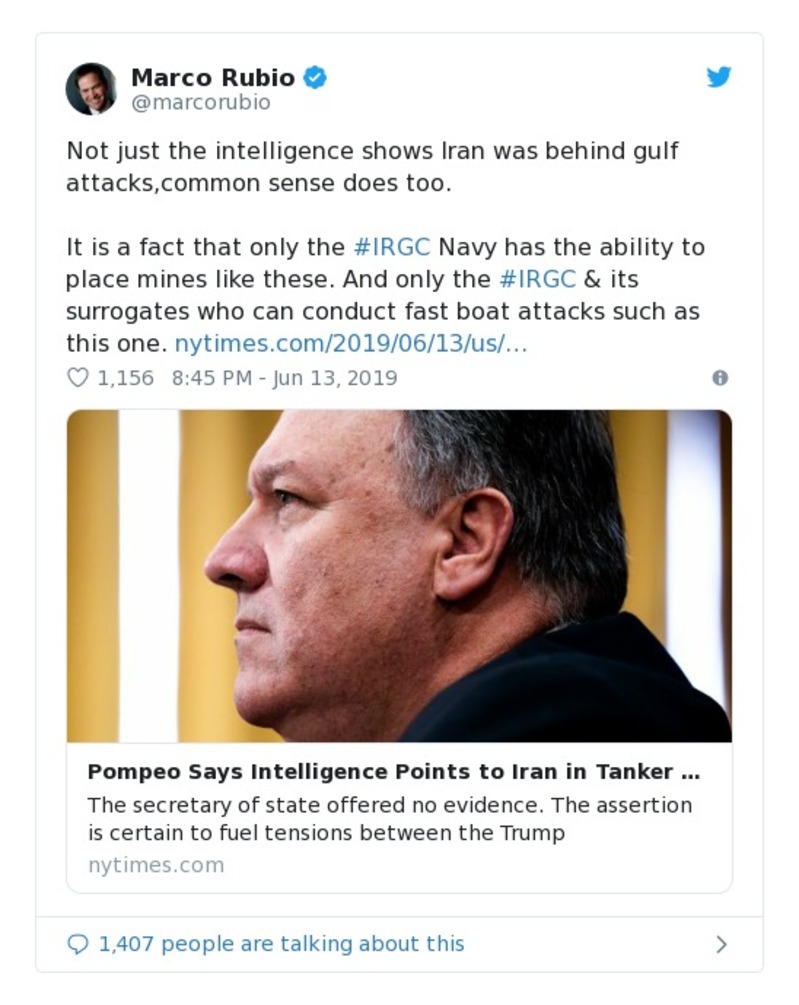 Marco Rubio
@marcorubio
Not just the intelligence shows Iran was behind gulf
attacks,common sense does too.
It is a fact that only the #IRGC Navy has the ability to
place mines like these. And only the #IRGC & its
surrogates who can conduct fast boat attacks such as
this one. nytimes.com/2019/06/13/us/…
1,156 8:45 PM - Jun 13, 2019
Pompeo Says Intelligence Points to Iran in Tanker ...
The secretary of state offered no evidence. The assertion
is certain to fuel tensions between the Trump
nytimes.com
1,407 people are talking about this